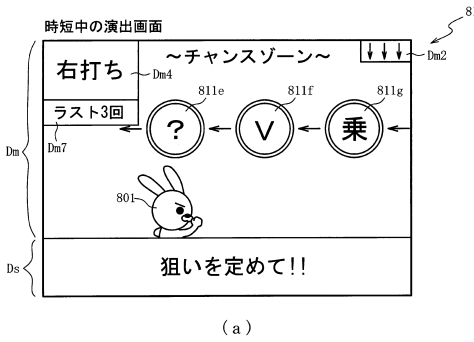 時短中の演出画面
81
右打ち
～チャンスゾーン～
↓↓↓
Dm2
Dm4
ラスト3回
Dm7
811e
811f
811g
？
V
乗
Dm
801
Ds
狙いを定めて!!
(a)